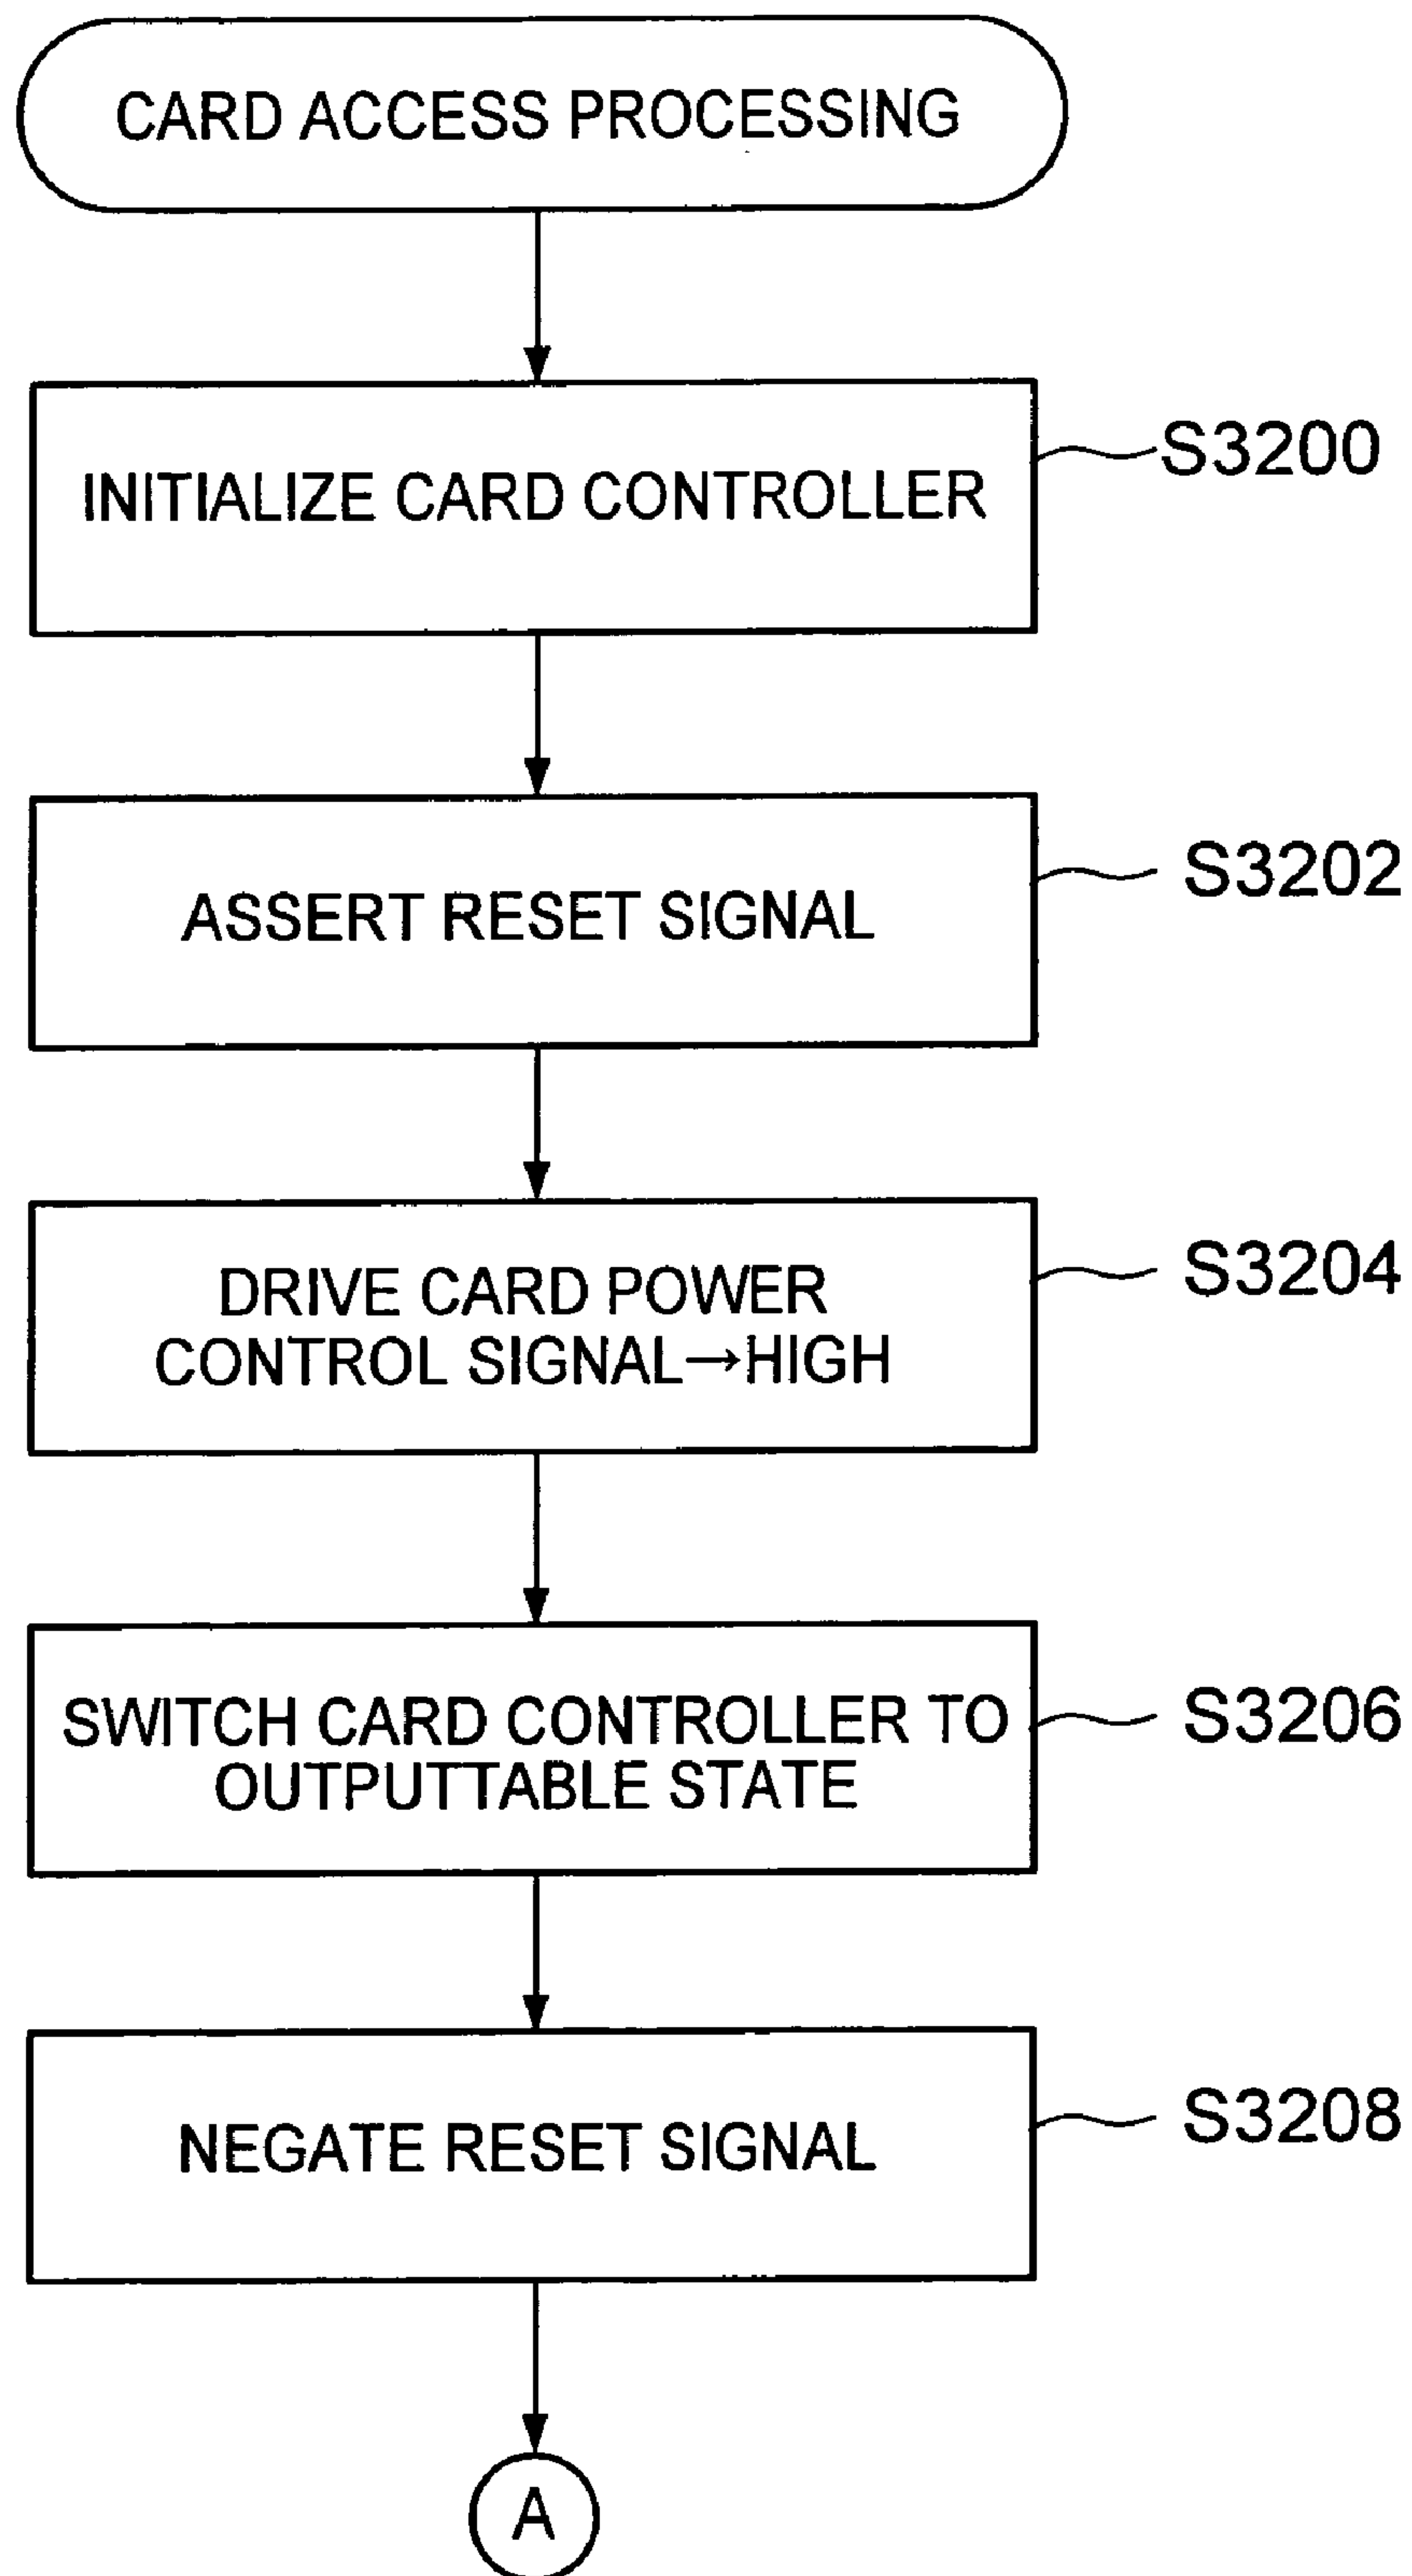 CARD ACCESS PROCESSING
INITIALIZE CARD CONTROLLER
S3200
ASSERT RESET SIGNAL
S3202
DRIVE CARD POWER
CONTROL SIGNAL→HIGH
S3204
SWITCH CARD CONTROLLER TO
OUTPUTTABLE STATE
S3206
NEGATE RESET SIGNAL
S3208
A